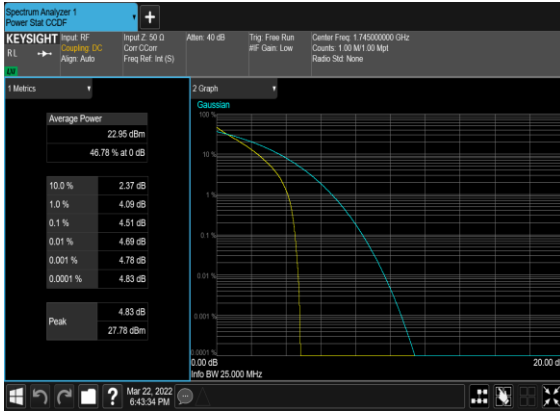 Spectrum Analyzer 1
Power Stat CCDF
KEYSIGHT
Input: RF
Coupling: DC
Align: Auto
Input Z: 50 Ω
Corr CCorr
Freq Ref: Int (S)
Atten: 40 dB
Trig: Free Run
#IF Gain: Low
Center Freq: 1.745000000 GHz
Counts: 1.00 M/1.00 Mpt
Radio Std: None
RL
1 Metrics
Average Power
22.95 dBm
46.78 % at 0 dB
10.0 % 2.37 dB
1.0 % 4.09 dB
0.1 % 4.51 dB
0.01 % 4.69 dB
0.001 % 4.78 dB
0.0001 % 4.83 dB
Peak
4.83 dB
27.78 dBm
2 Graph
Gaussian
100 %
10 %
1 %
0.1 %
0.01 %
0.001 %
0.0001 %
0.00 dB
20.00 d
Info BW 25.000 MHz
?
Mar 22, 2022
6:43:34 PM